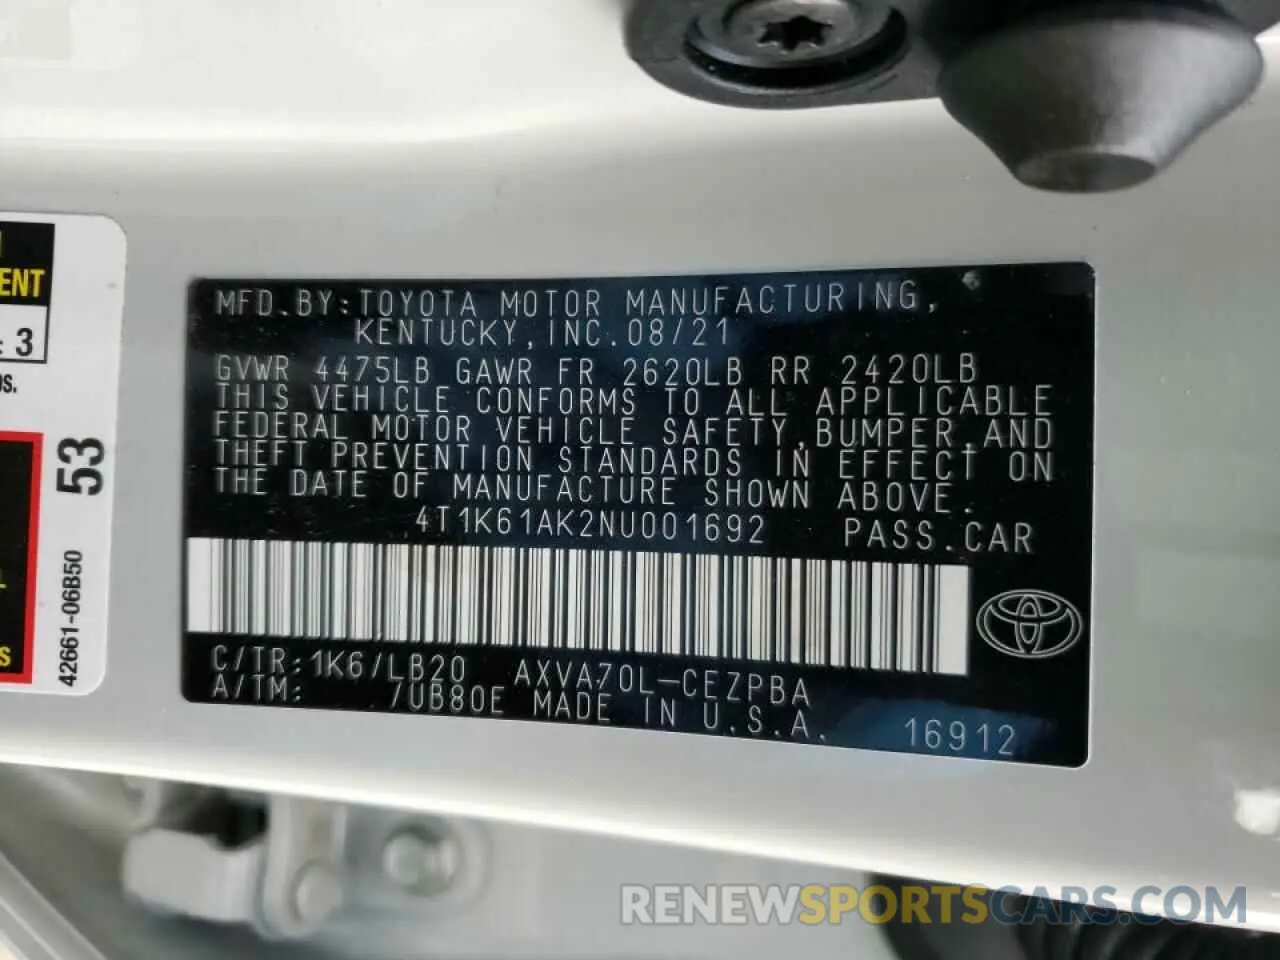 MFD.BY:TOYOTA MOTOR MANUFACTURING,
KENTUCKY,INC.08/21
GVWR 4475LB GAWR FR 2620LB RR 2420LB
THIS VEHICLE CONFORMS TO ALL APPLICABLE
FEDERAL MOTOR VEHICLE SAFETY,BUMPER,AND
THEFT PREVENTION STANDARDS IN EFFECT ON
THE DATE OF MANUFACTURE SHOWN ABOVE.
4T1K61AK2NU001692 PASS.CAR
C/TR:1K6/LB20 AXVA70L-CEZPBA
A/TM: 7UB80E MADE IN U.S.A.
16912
3
53
42661-06B50
RENEWSPORTSCARS.COM